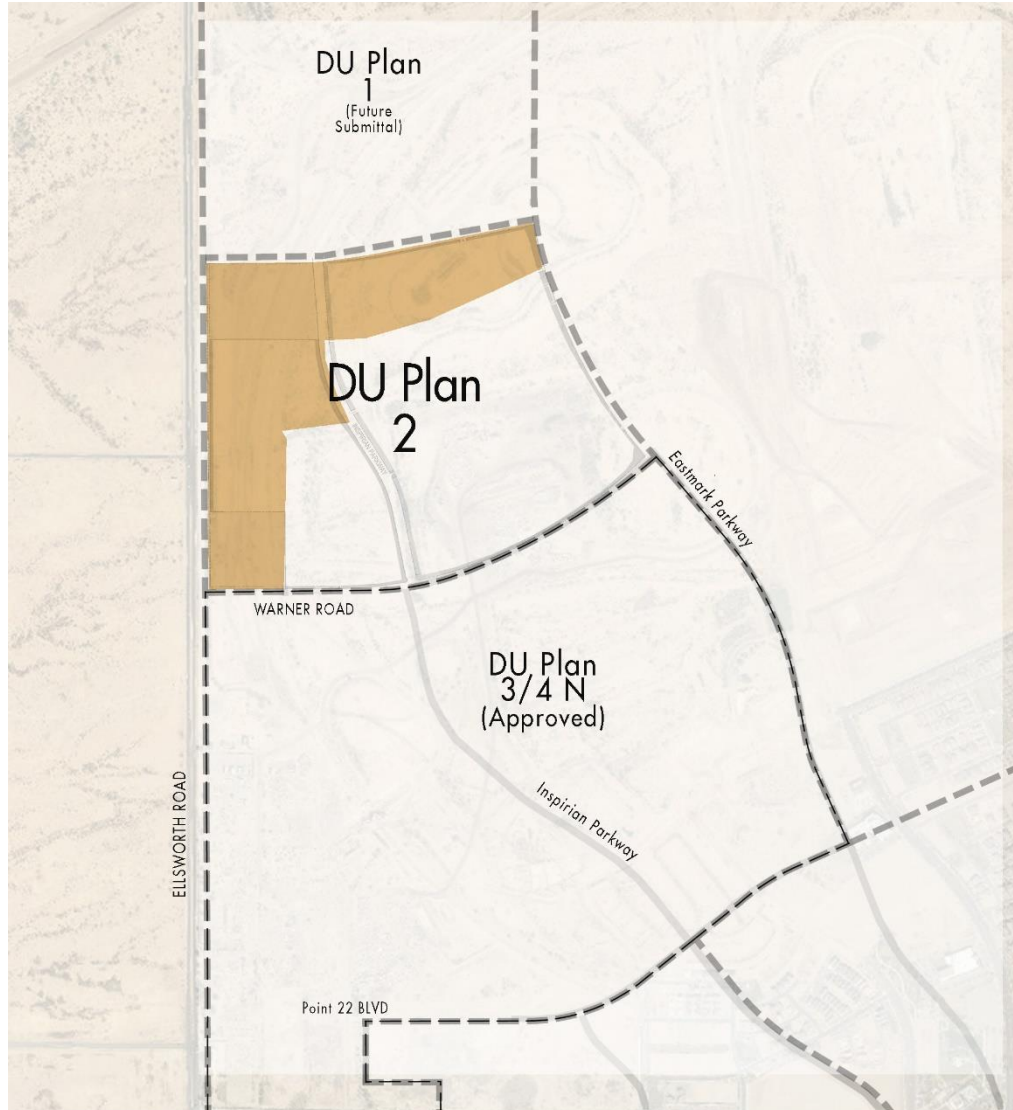 DU Plan
1
(Future
Submittal)
DU Plan
2
Eastmark Parkway
WARNER ROAD
DU Plan
3/4 N
(Approved)
Inspirian Parkway
ELLSWORTH ROAD
Point 22 BLVD